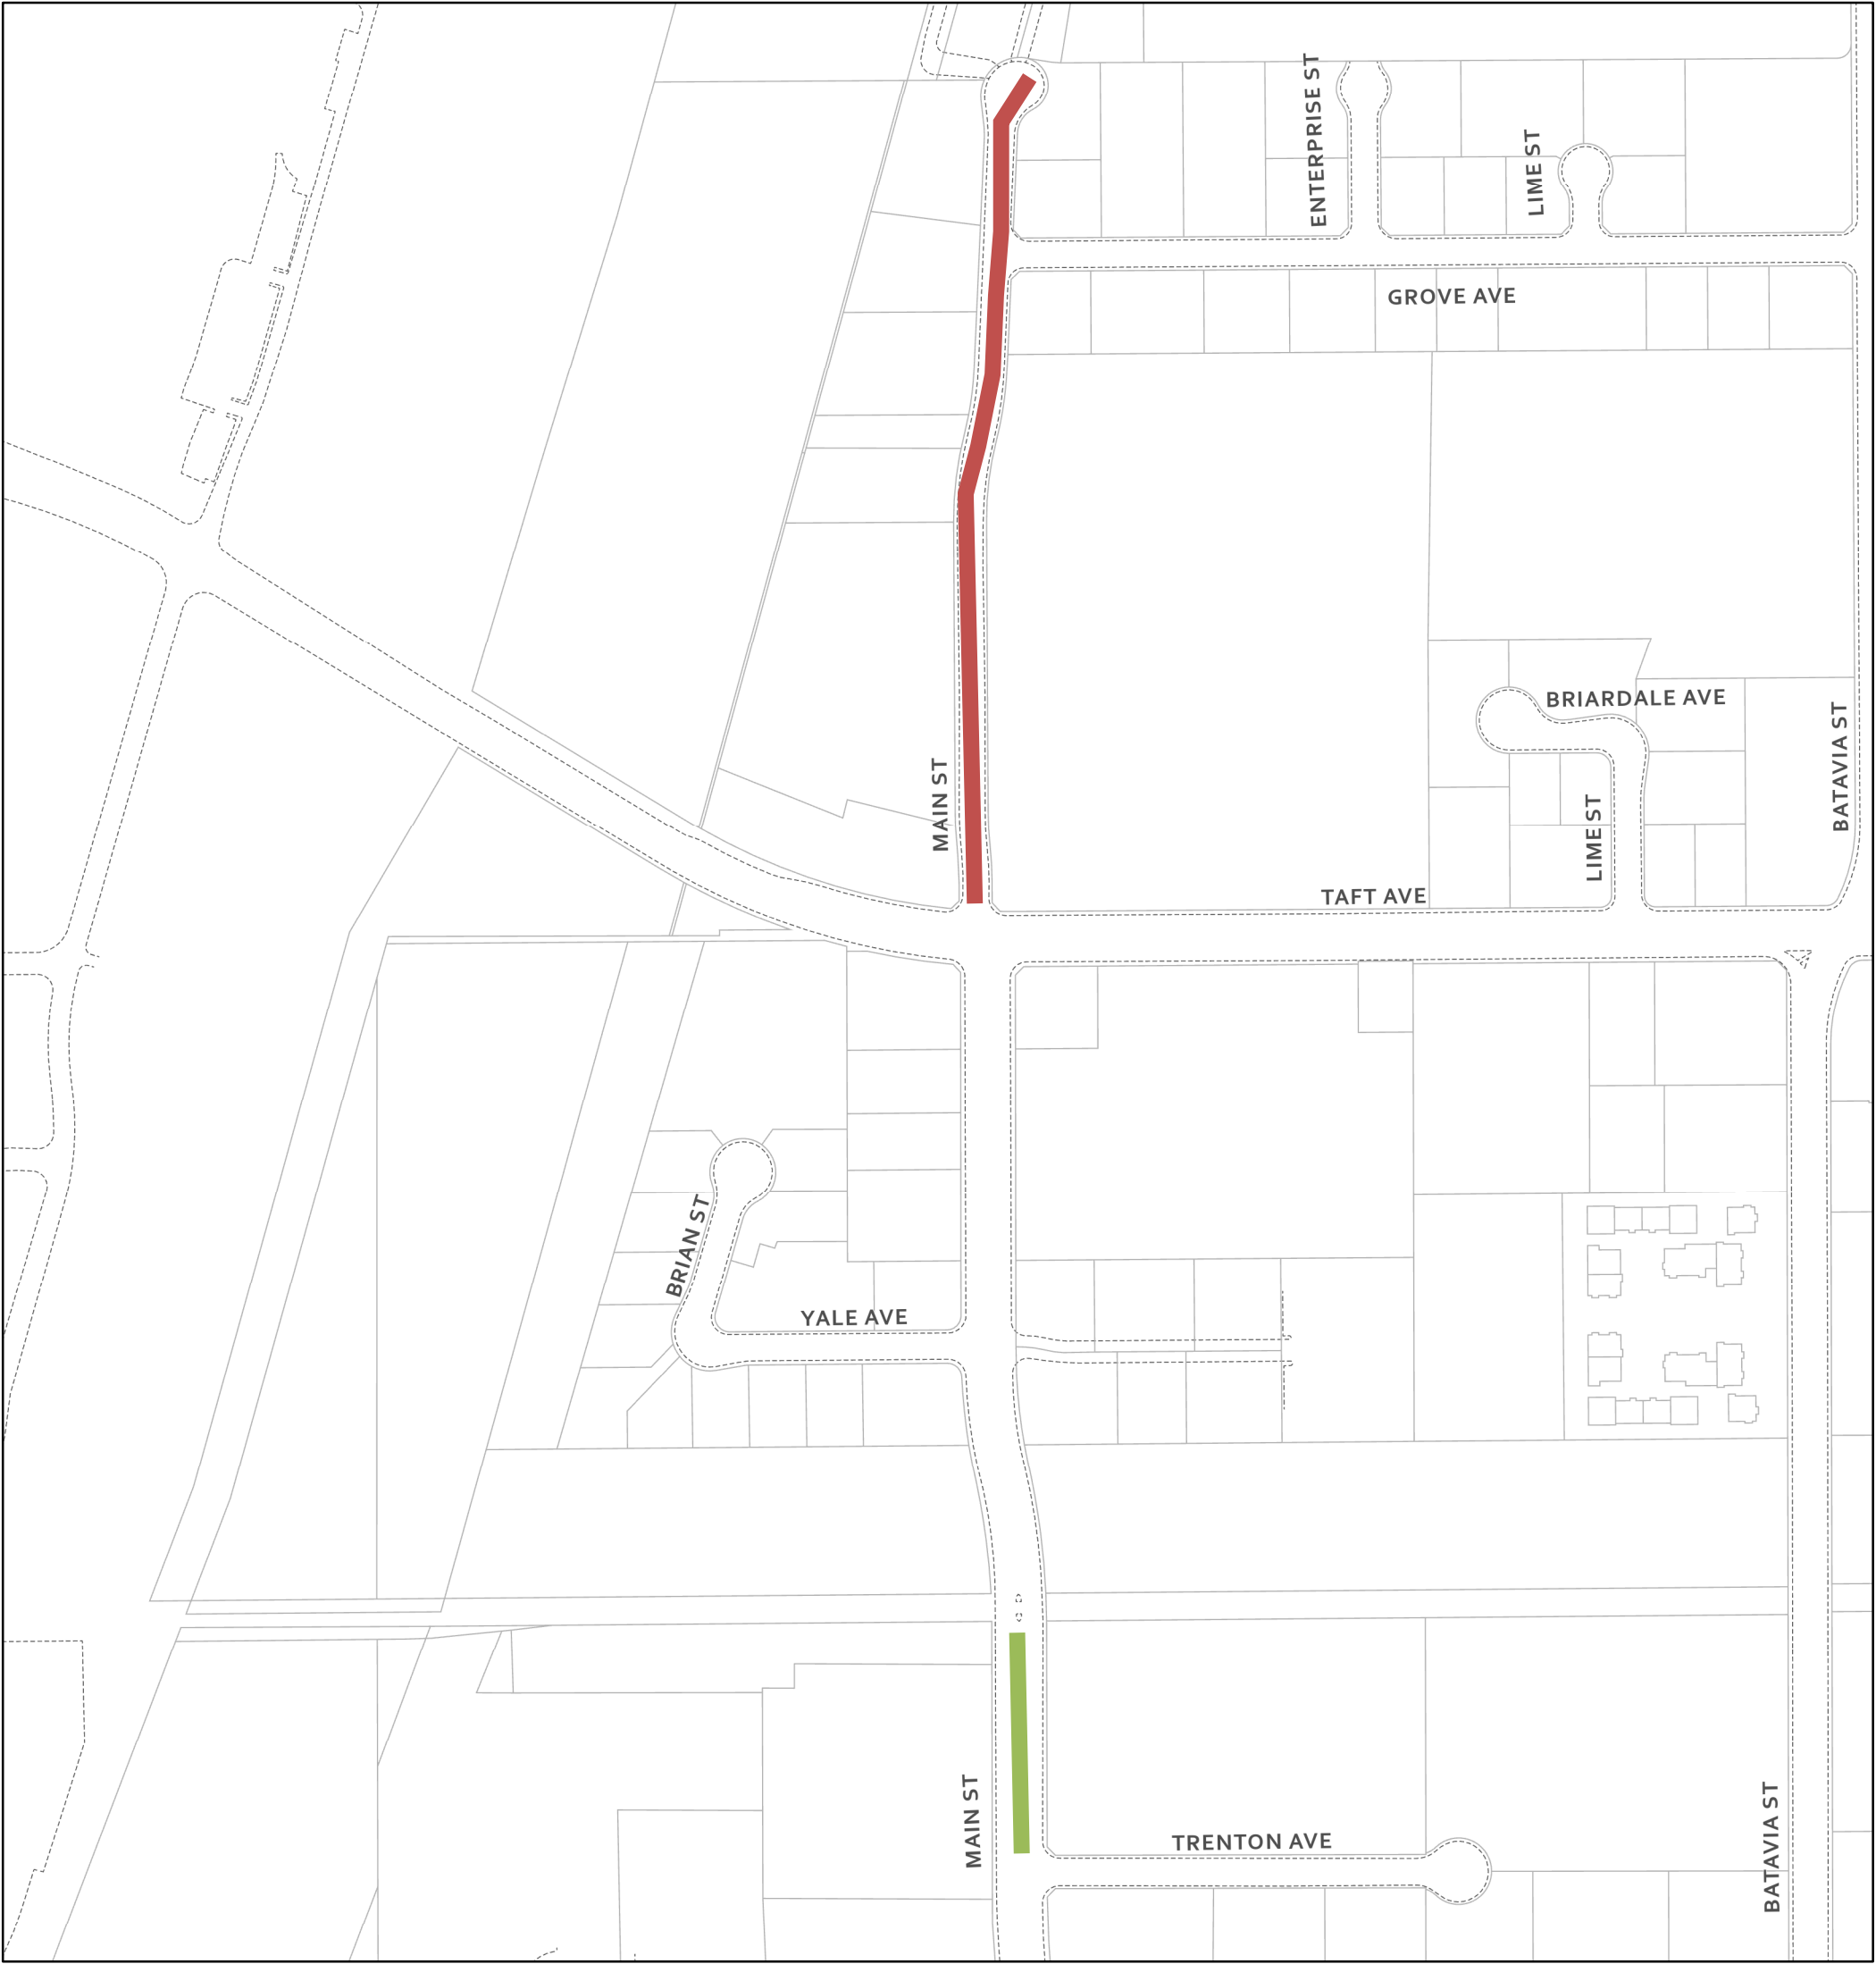 ENTERPRISE ST
LIME ST
GROVE AVE
BRIARDALE AVE
BATAVIA ST
MAIN ST
LIME ST
TAFT AVE
BRIAN ST
YALE AVE
MAIN ST
TRENTON AVE
BATAVIA ST